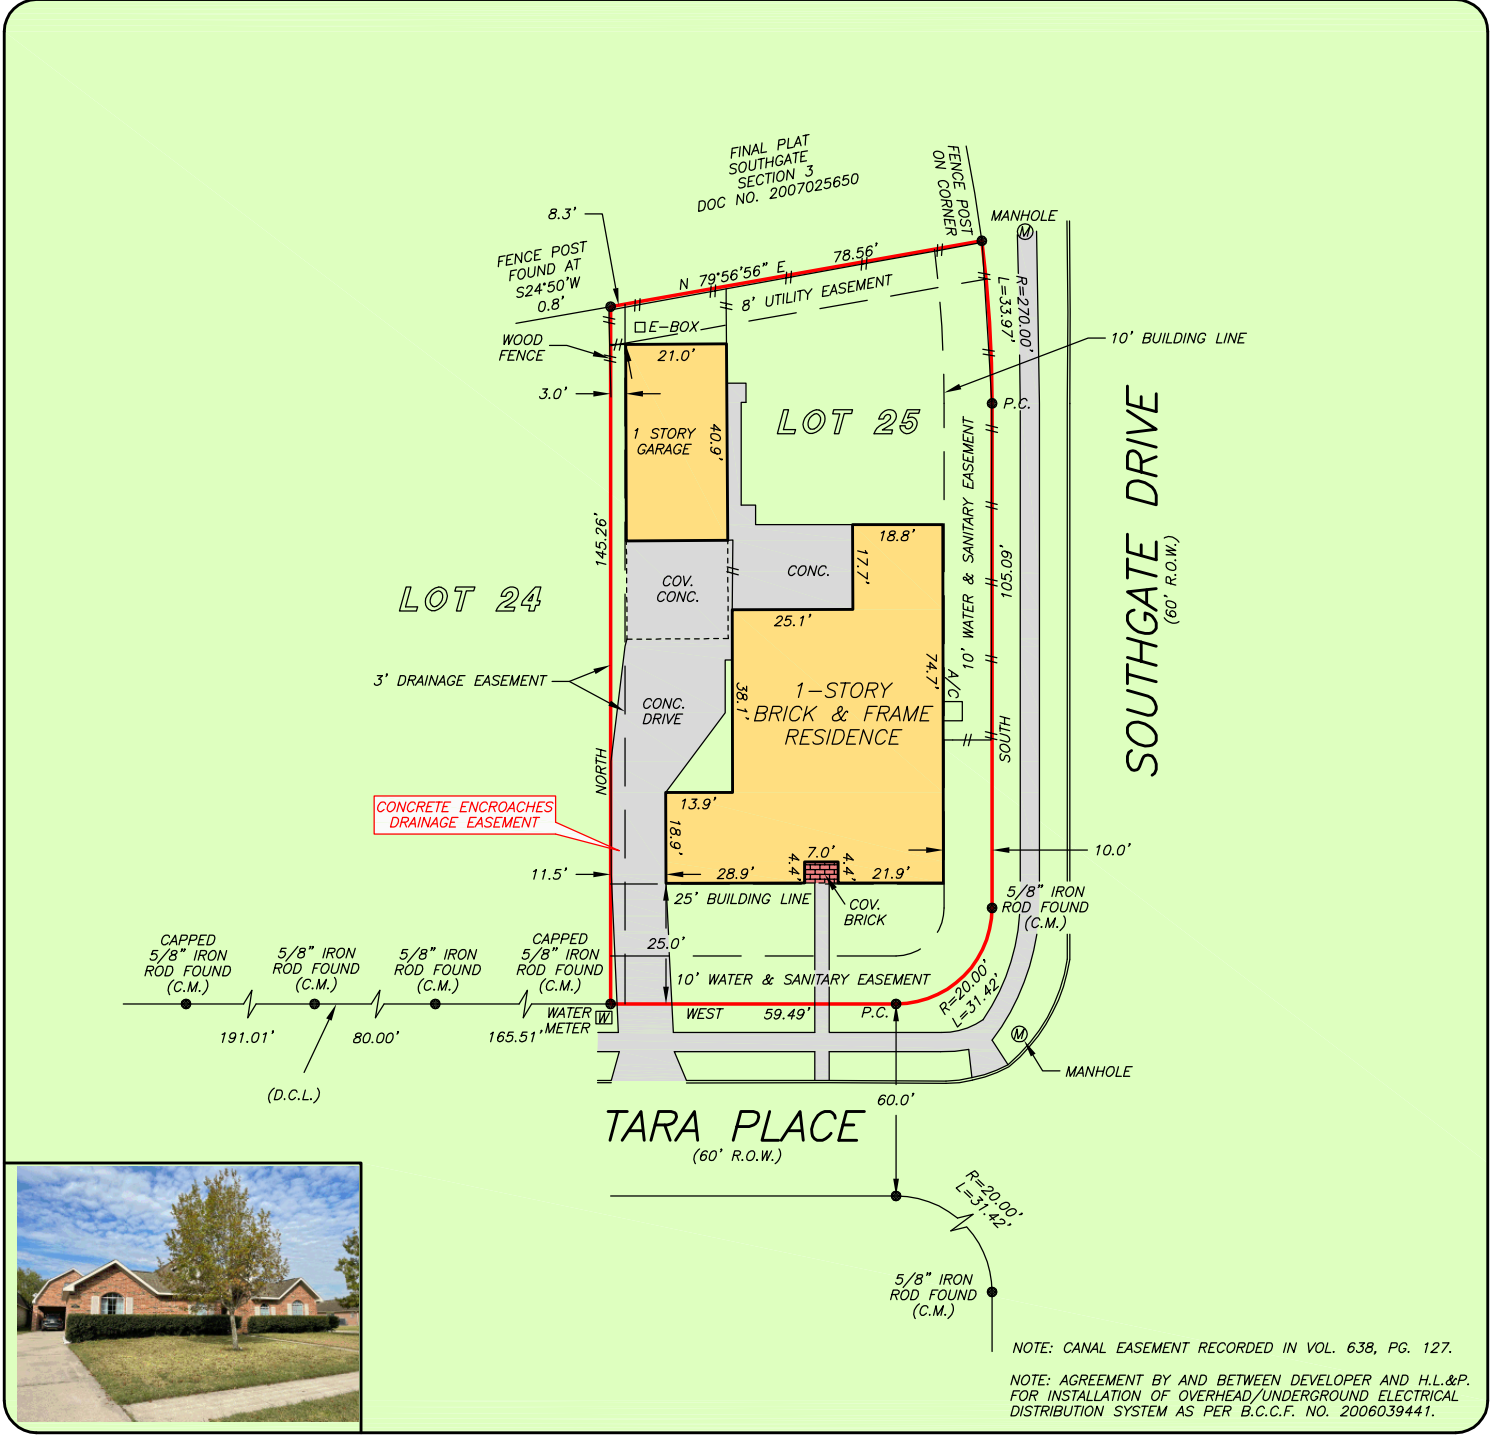 FINAL PLAT
SOUTHGATE
SECTION 3
DOC NO. 2007025650
FENCE POST
ON CORNER
MANHOLE
M
8.3'
FENCE POST
FOUND AT
S24°50'W
0.8'
N 79°56'56" E
78.56'
8' UTILITY EASEMENT
R=270.00'
L=33.97'
E-BOX
WOOD
FENCE
21.0'
10' BUILDING LINE
3.0'
P.C.
LOT 25
1 STORY
GARAGE
40.9'
10' WATER & SANITARY EASEMENT
SOUTHGATE DRIVE
(60' R.O.W.)
145.26'
18.8'
17.7'
105.09'
CONC.
COV.
CONC.
LOT 24
25.1'
3' DRAINAGE EASEMENT
74.7'
A/C
38.1'
1-STORY
BRICK & FRAME
RESIDENCE
CONC.
DRIVE
SOUTH
NORTH
CONCRETE ENCROACHES
DRAINAGE EASEMENT
13.9'
18.9'
7.0'
4.4'
4.4'
10.0'
11.5'
28.9'
21.9'
25' BUILDING LINE
COV.
BRICK
5/8" IRON
ROD FOUND
(C.M.)
CAPPED
5/8" IRON
ROD FOUND
(C.M.)
5/8" IRON
ROD FOUND
(C.M.)
5/8" IRON
ROD FOUND
(C.M.)
CAPPED
5/8" IRON
ROD FOUND
(C.M.)
25.0'
10' WATER & SANITARY EASEMENT
R=20.00'
L=31.42'
WATER
METER
W
WEST
59.49'
P.C.
191.01'
80.00'
165.51'
M
MANHOLE
(D.C.L.)
60.0'
TARA PLACE
(60' R.O.W.)
R=20.00'
L=31.42'
5/8" IRON
ROD FOUND
(C.M.)
NOTE: CANAL EASEMENT RECORDED IN VOL. 638, PG. 127.
NOTE: AGREEMENT BY AND BETWEEN DEVELOPER AND H.L.&P.
FOR INSTALLATION OF OVERHEAD/UNDERGROUND ELECTRICAL
DISTRIBUTION SYSTEM AS PER B.C.C.F. NO. 2006039441.